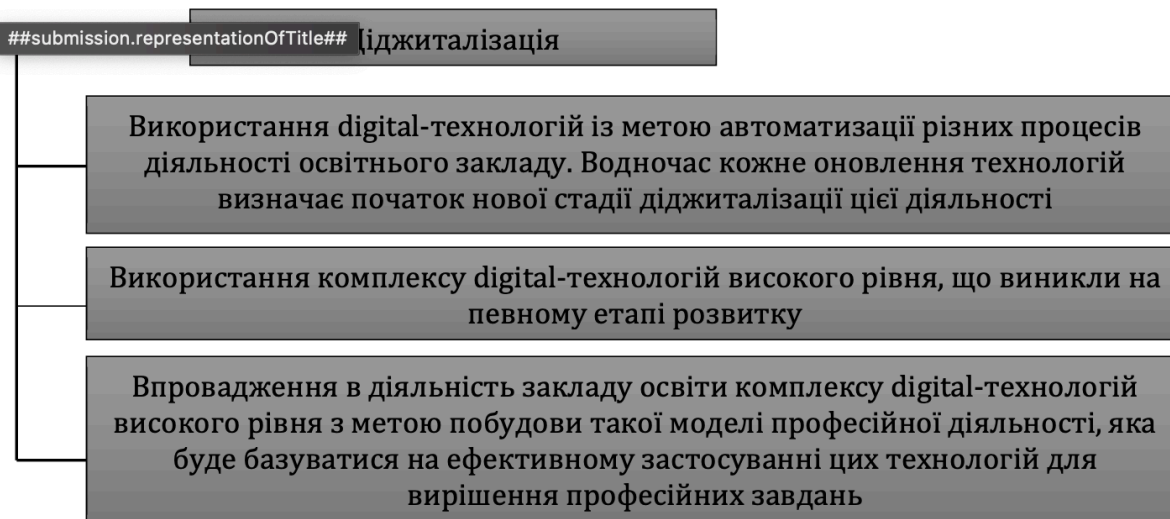 ##submission.representationOfTitle##
іджиталізація
Використання digital-технологій із метою автоматизації різних процесів
діяльності освітнього закладу. Водночас кожне оновлення технологій
визначає початок нової стадії діджиталізації цієї діяльності
Використання комплексу digital-технологій високого рівня, що виникли на
певному етапі розвитку
Впровадження в діяльність закладу освіти комплексу digital-технологій
високого рівня з метою побудови такої моделі професійної діяльності, яка
буде базуватися на ефективному застосуванні цих технологій для
вирішення професійних завдань